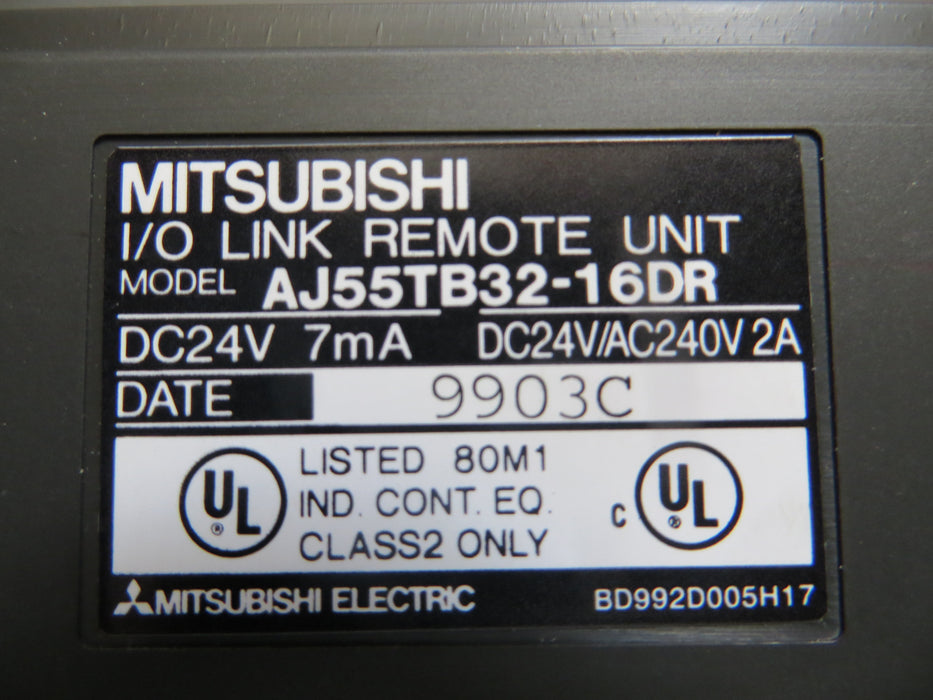 MITSUBISHI
I/O LINK REMOTE UNIT
MODEL AJ55TB32-16DR
DC24V 7mA DC24V/AC240V 2A
DATE 9903C
UL LISTED 80M1 C UL
IND. CONT. EQ.
CLASS2 ONLY
MITSUBISHI ELECTRIC BD992D005H17